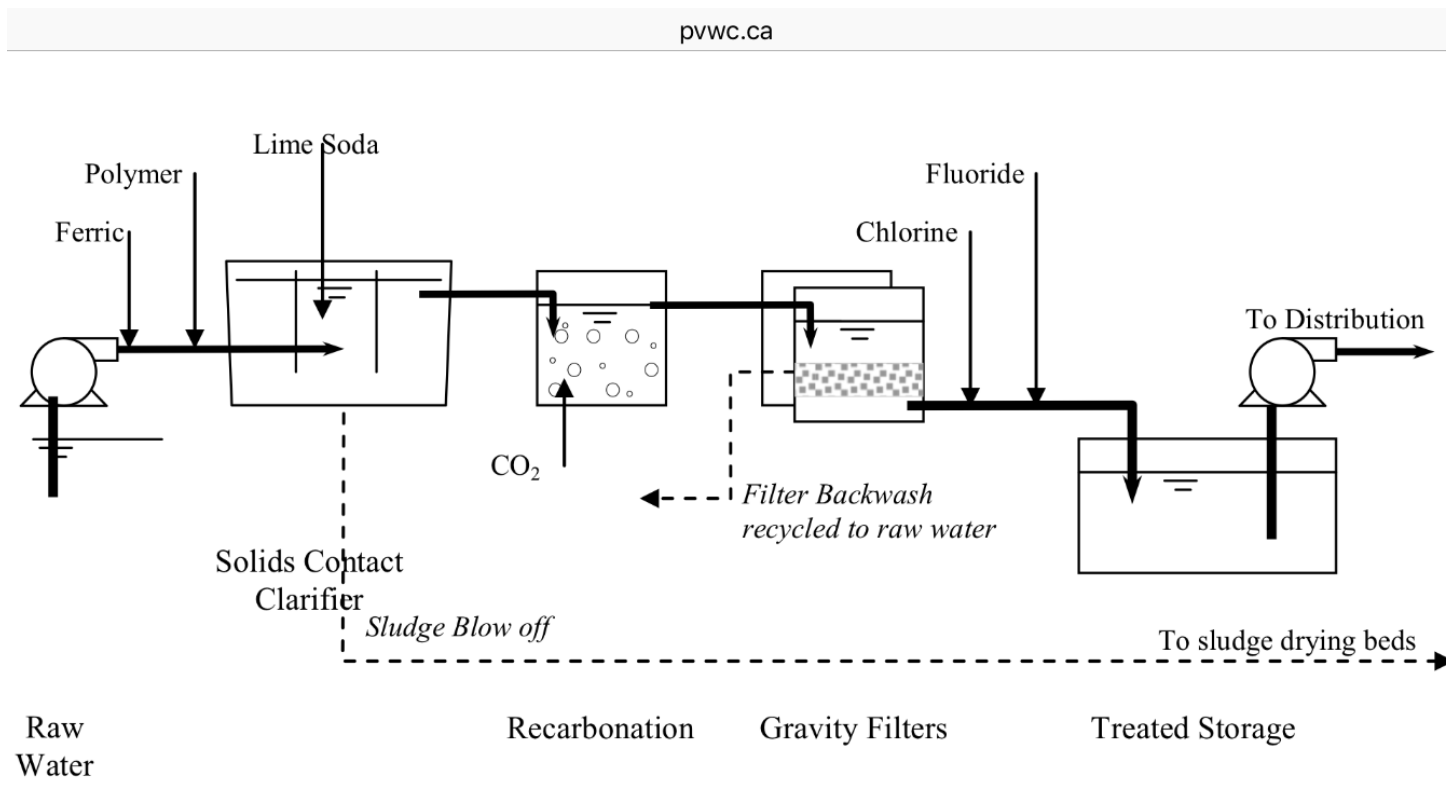 pvwc.ca
Lime Soda
Polymer
Fluoride
Ferric
Chlorine
To Distribution
CO₂
Filter Backwash
recycled to raw water
Solids Contact
Clarifier
Sludge Blow off
To sludge drying beds
Raw
Water
Recarbonation
Gravity Filters
Treated Storage